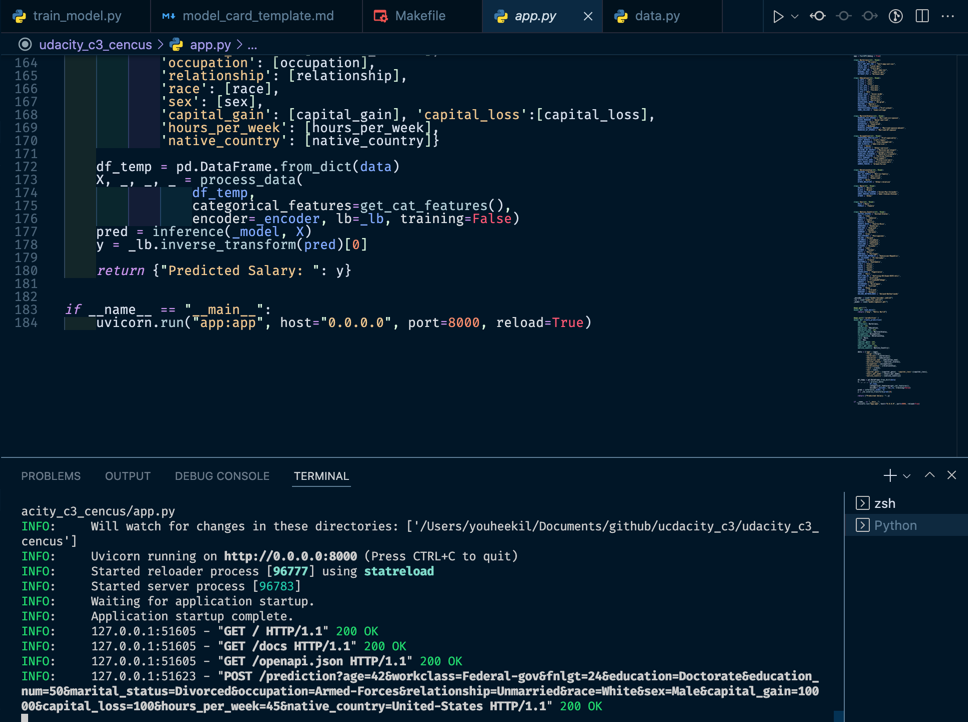 train_model.py
model_card_template.md
Makefile
app.py
data.py
udacity_c3_cencus > app.py > ...
164 'occupation': [occupation],
165 'relationship': [relationship],
166 'race': [race],
167 'sex': [sex],
168 'capital_gain': [capital_gain], 'capital_loss':[capital_loss],
169 'hours_per_week': [hours_per_week],
170 'native_country': [native_country]}
171
172 df_temp = pd.DataFrame.from_dict(data)
173 X, _, _, _ = process_data(
174 df_temp,
175 categorical_features=get_cat_features(),
176 encoder=_encoder, lb=_lb, training=False)
177 pred = inference(_model, X)
178 y = _lb.inverse_transform(pred)[0]
179
180 return {"Predicted Salary: ": y}
181
182
183 if __name__ == "__main__":
184 uvicorn.run("app:app", host="0.0.0.0", port=8000, reload=True)
PROBLEMS OUTPUT DEBUG CONSOLE TERMINAL
zsh
Python
acity_c3_cencus/app.py
INFO: Will watch for changes in these directories: ['/Users/youheekil/Documents/github/ucdacity_c3/udacity_c3_
cencus']
INFO: Uvicorn running on http://0.0.0.0:8000 (Press CTRL+C to quit)
INFO: Started reloader process [96777] using statreload
INFO: Started server process [96783]
INFO: Waiting for application startup.
INFO: Application startup complete.
INFO: 127.0.0.1:51605 - "GET / HTTP/1.1" 200 OK
INFO: 127.0.0.1:51605 - "GET /docs HTTP/1.1" 200 OK
INFO: 127.0.0.1:51605 - "GET /openapi.json HTTP/1.1" 200 OK
INFO: 127.0.0.1:51623 - "POST /prediction?age=42&workclass=Federal-gov&fnlgt=24&education=Doctorate&education_
num=50&marital_status=Divorced&occupation=Armed-Forces&relationship=Unmarried&race=White&sex=Male&capital_gain=100
0&capital_loss=100&hours_per_week=45&native_country=United-States HTTP/1.1" 200 OK